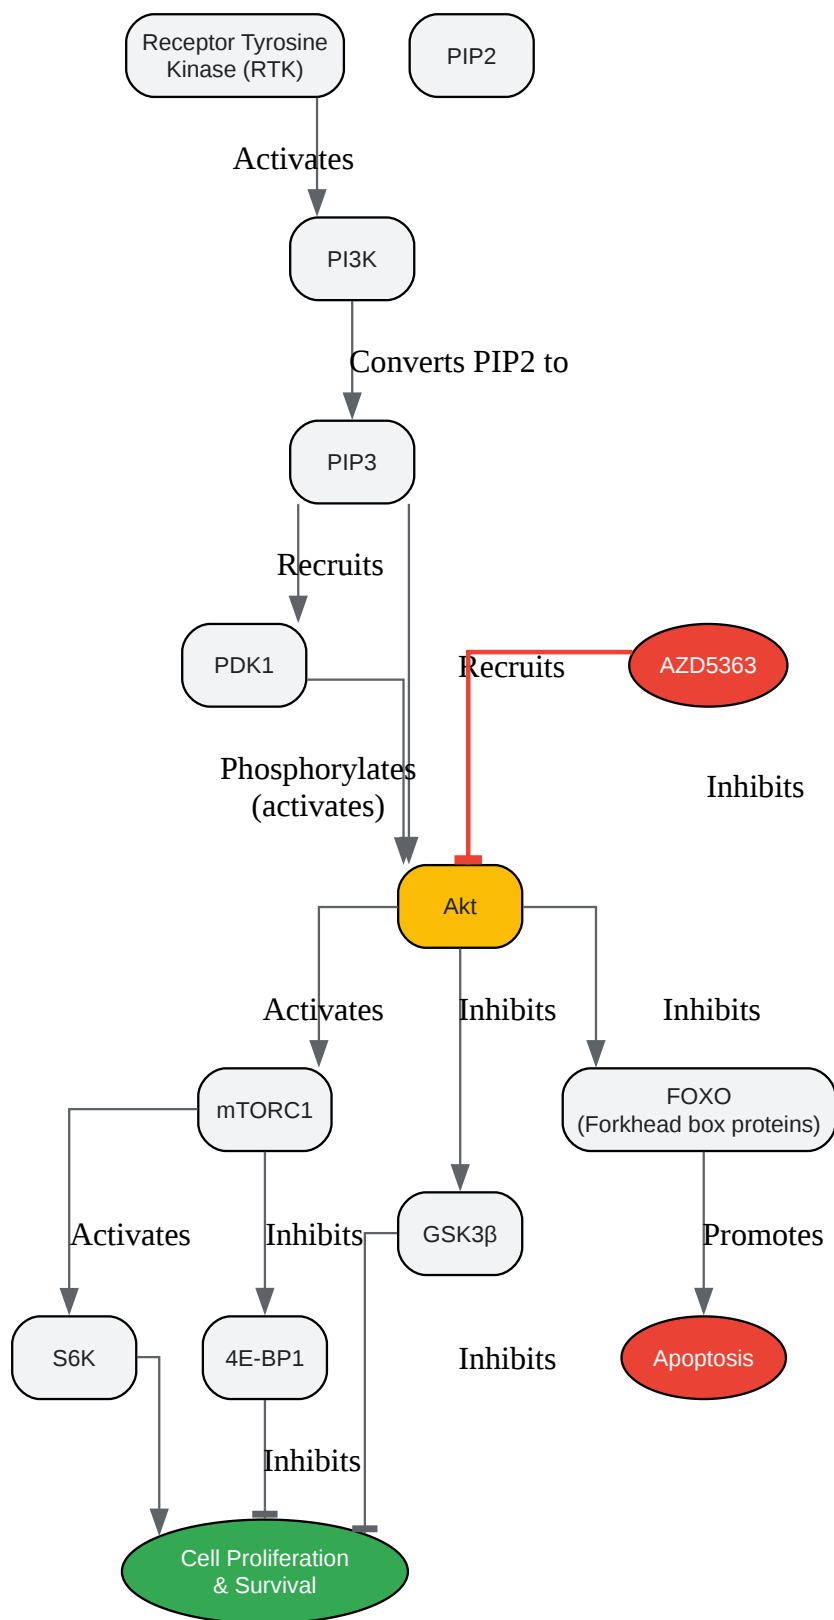 Receptor Tyrosine
Kinase (RTK)
PIP2
Activates
PI3K
Converts PIP2 to
PIP3
Recruits
PDK1
Recruits
AZD5363
Phosphorylates
(activates)
Inhibits
Akt
Activates
Inhibits
Inhibits
mTORC1
FOXO
(Forkhead box proteins)
Activates
Inhibits
GSK3β
Promotes
S6K
4E-BP1
Inhibits
Apoptosis
Inhibits
Cell Proliferation
& Survival